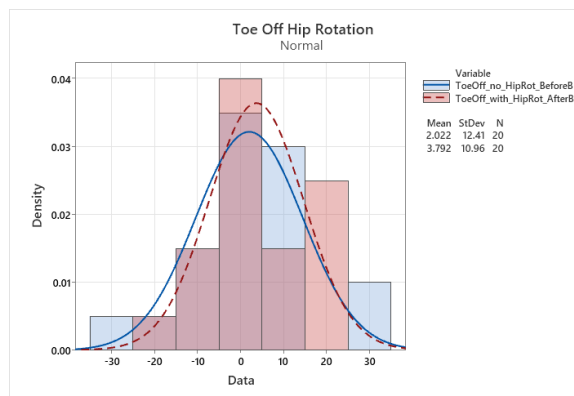 Toe Off Hip Rotation
Normal
Variable
ToeOff_no_HipRot_BeforeB
ToeOff_with_HipRot_AfterB
Mean StDev N
2.022 12.41 20
3.792 10.96 20
Density
0.04
0.03
0.02
0.01
0.00
-30 -20 -10 0 10 20 30
Data